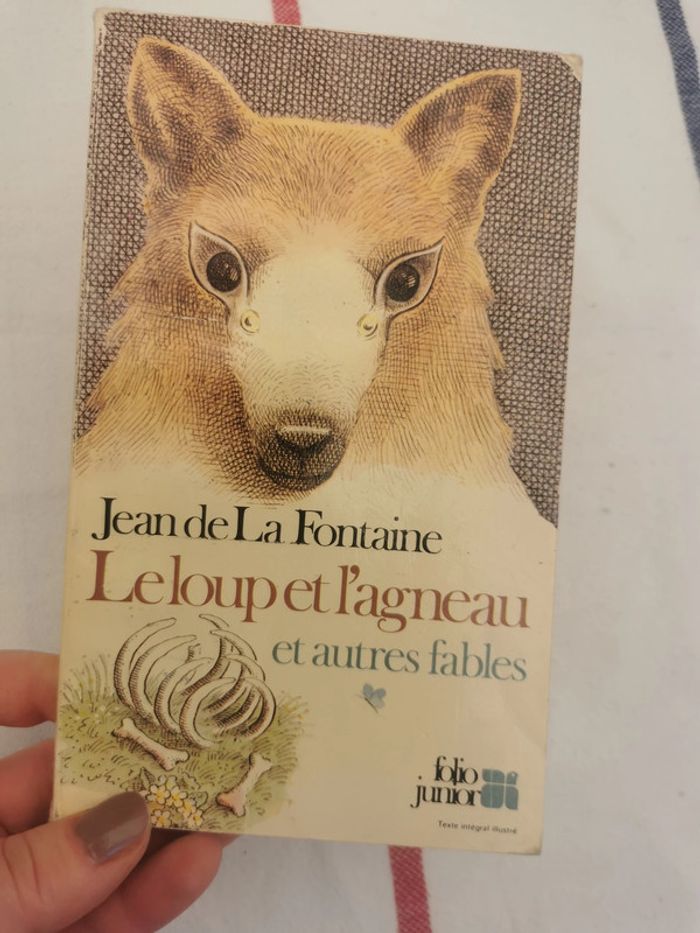 Jean de La Fontaine
Le loup et l'agneau
et autres fables
folio
junior
Texte intégral illustré